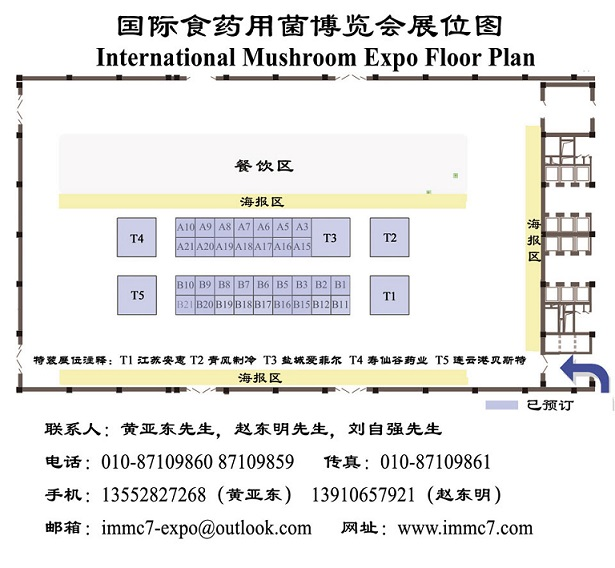 国际食药用菌博览会展位图
International Mushroom Expo Floor Plan
餐饮区
海报区
海报区
T4
A10 A9 A8 A7 A6 A5 A3
A21 A20 A19 A18 A17 A16 A15
T3
T2
T5
B10 B9 B8 B7 B6 B5 B3 B2 B1
B21 B20 B19 B18 B17 B16 B15 B12 B11
T1
特装展位注释： T1 江苏安惠 T2 青风制冷 T3 盐城爱菲尔 T4 寿仙谷药业 T5 连云港贝斯特
海报区
已预订
联系人： 黄亚东先生，赵东明先生，刘自强先生
电话：010-87109860 87109859 传真：010-87109861
手机：13552827268（黄亚东） 13910657921（赵东明）
邮箱：immc7-expo@outlook.com 网址：www.immc7.com